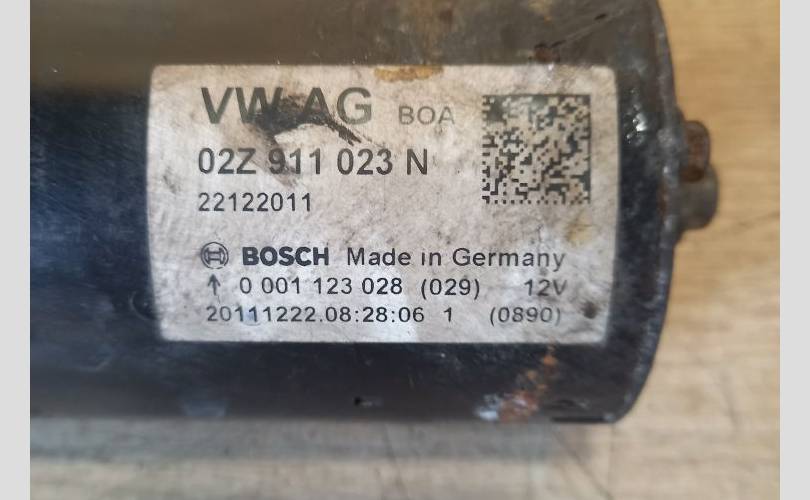 VW AG BOA
02Z 911 023 N
22122011
BOSCH Made in Germany
↑ 0 001 123 028 (029) 12V
20111222.08:28:06 1 (0890)